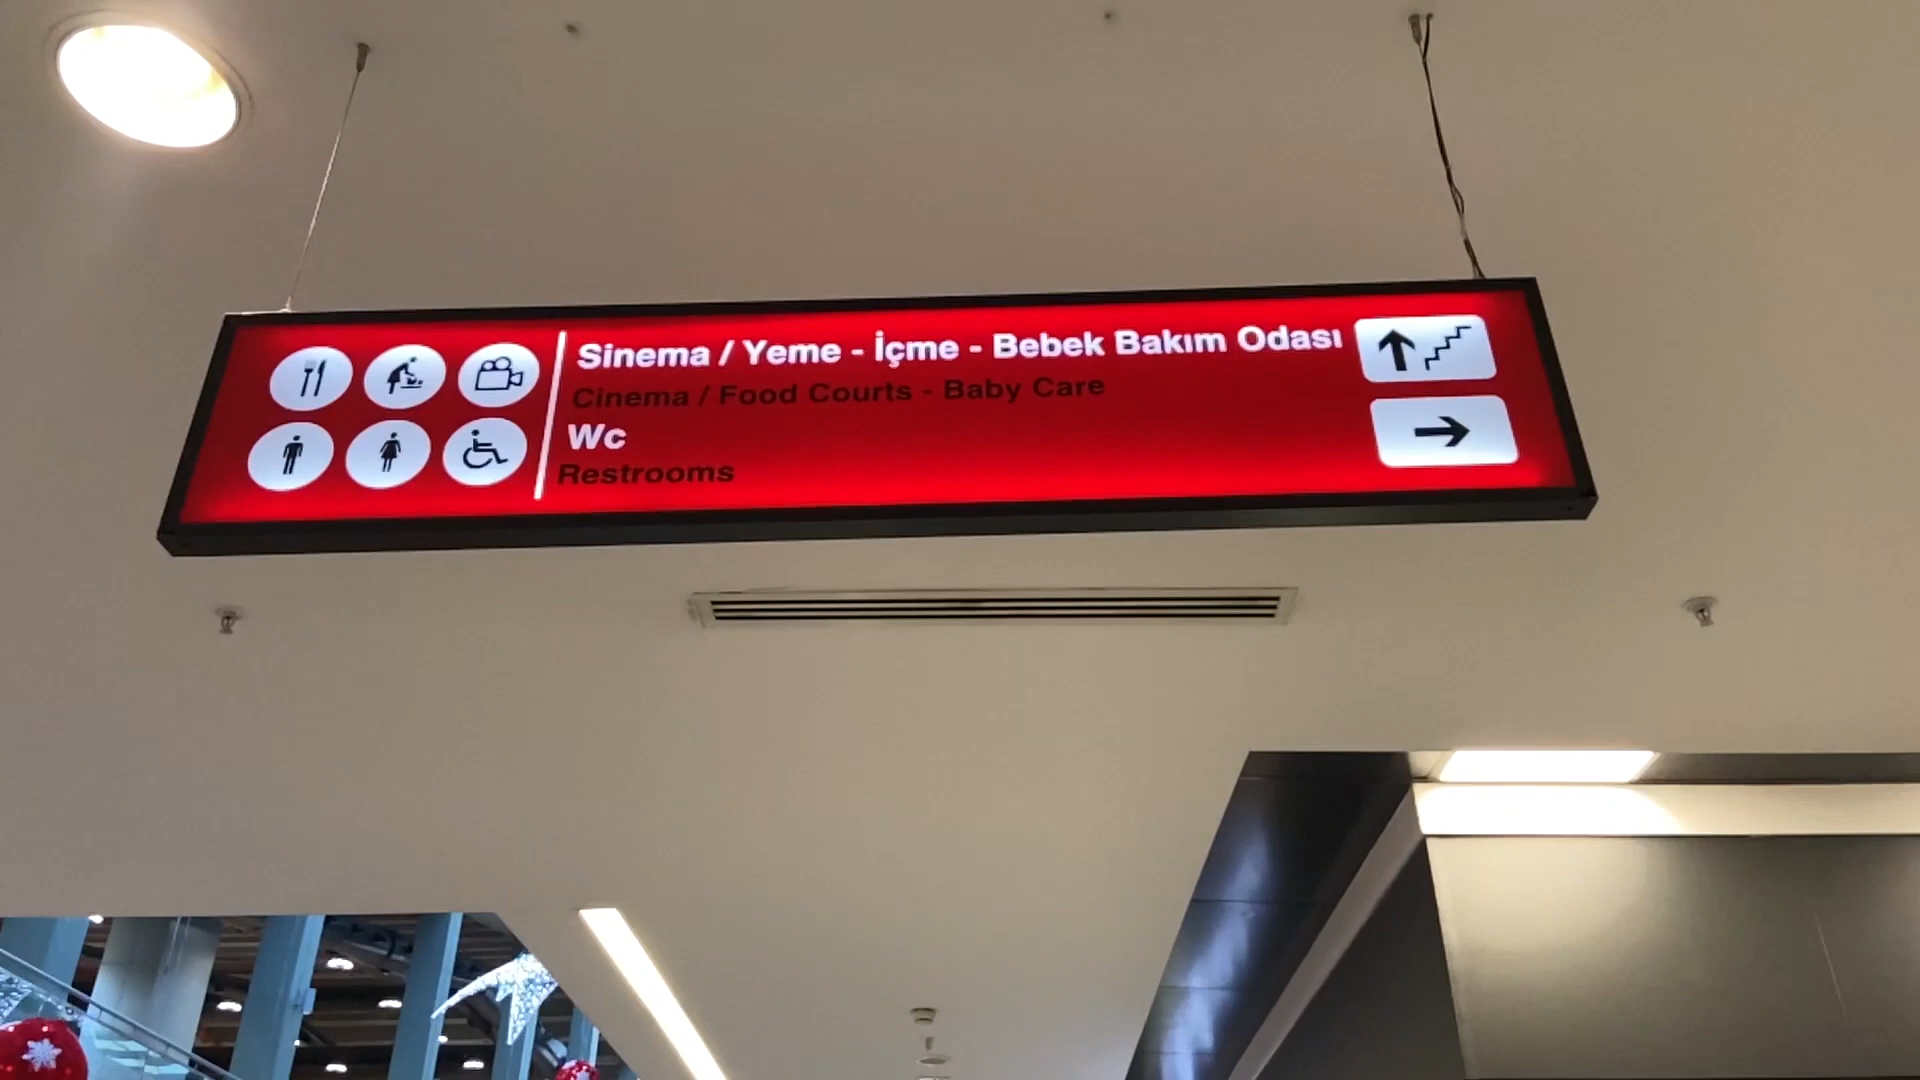 Sinema / Yeme - İçme - Bebek Bakım Odası
Cinema / Food Courts - Baby Care
Wc
Restrooms